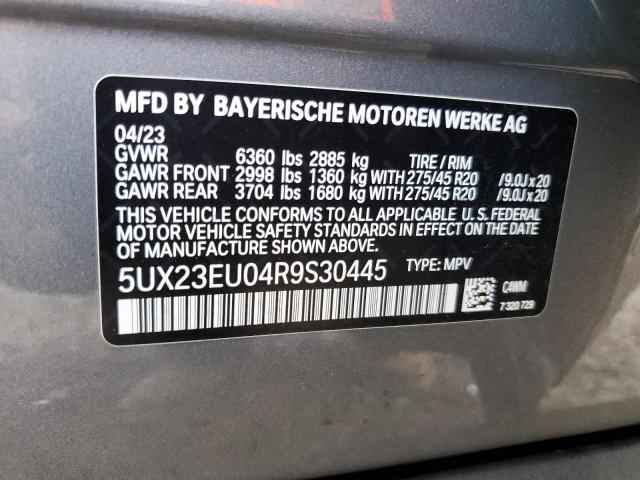 MFD BY BAYERISCHE MOTOREN WERKE AG
04/23
GVWR 6360 lbs 2885 kg TIRE / RIM
GAWR FRONT 2998 lbs 1360 kg WITH 275/45 R20 /9.0J x 20
GAWR REAR 3704 lbs 1680 kg WITH 275/45 R20 /9.0J x 20
THIS VEHICLE CONFORMS TO ALL APPLICABLE U. S. FEDERAL
MOTOR VEHICLE SAFETY STANDARDS IN EFFECT ON THE DATE
OF MANUFACTURE SHOWN ABOVE.
5UX23EU04R9S30445 TYPE: MPV
C4WM
7 320 729